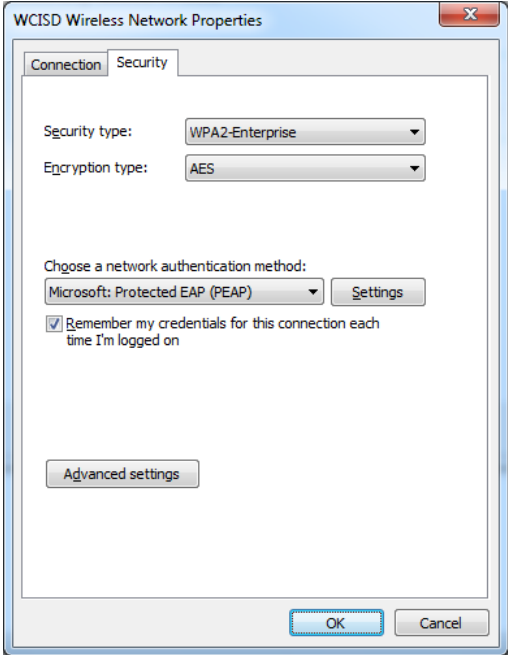 WCISD Wireless Network Properties
Connection
Security
Security type:
WPA2-Enterprise
Encryption type:
AES
Choose a network authentication method:
Microsoft: Protected EAP (PEAP)
Settings
Remember my credentials for this connection each
time I'm logged on
Advanced settings
OK
Cancel